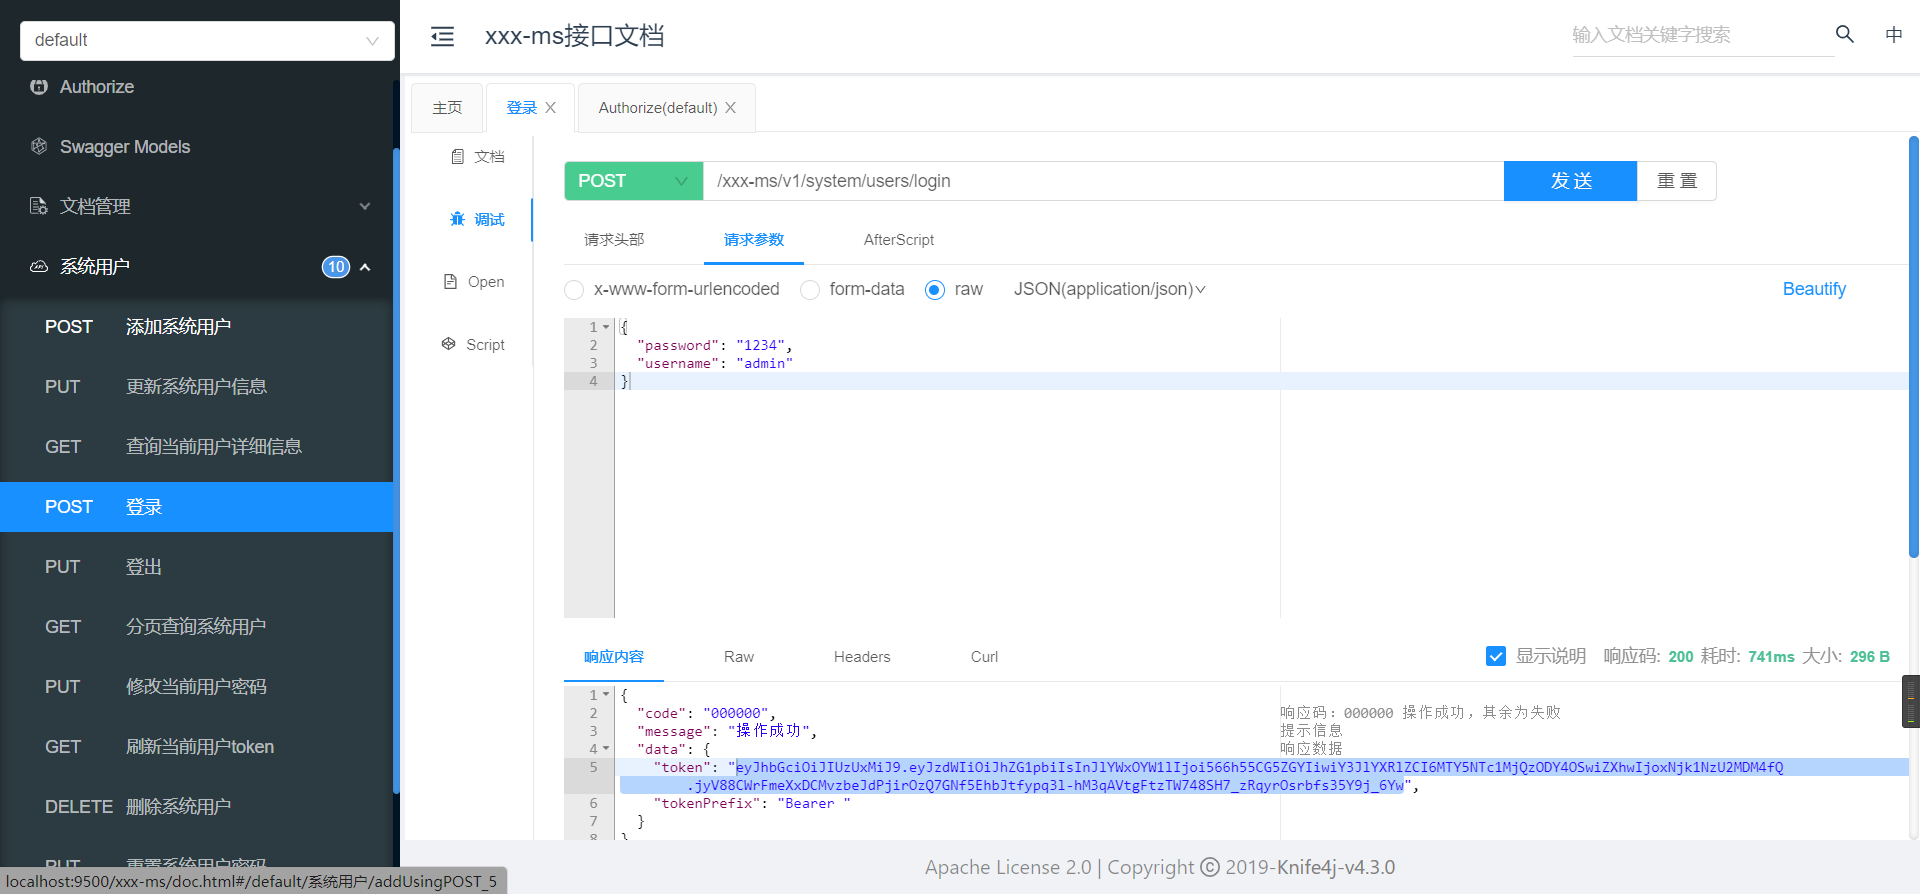 default
Authorize
Swagger Models
文档管理
系统用户 10
POST 添加系统用户
PUT 更新系统用户信息
GET 查询当前用户详细信息
POST 登录
PUT 登出
GET 分页查询系统用户
PUT 修改当前用户密码
GET 刷新当前用户token
DELETE 删除系统用户
PUT 重置系统用户密码
localhost:9500/xxx-ms/doc.html#/default/系统用户/addUsingPOST_5
xxx-ms接口文档
输入文档关键字搜索
中
主页
登录
Authorize(default)
文档
调试
Open
Script
POST /xxx-ms/v1/system/users/login 发送 重置
请求头部 请求参数 AfterScript
x-www-form-urlencoded form-data raw JSON(application/json) Beautify
1 {
2 "password": "1234",
3 "username": "admin"
4 }
响应内容 Raw Headers Curl 显示说明 响应码: 200 耗时: 741ms 大小: 296 B
1 {
2 "code": "000000", 响应码：000000 操作成功，其余为失败
3 "message": "操作成功", 提示信息
4 "data": { 响应数据
5 "token": "eyJhbGciOiJIUzUxMiJ9.eyJzdWIiOiJhZG1pbiIsInJlYWxOYW1lIjoi566h55CG5ZGYIiwiY3JlYXRlZCI6MTY5NTc1MjQzODY4OSwiZXhwIjoxNjk1NzU2MDM4fQ
.jyV88CWrFmeXxDCMvzbeJdPjirOzQ7GNf5EhbJtfypq3l-hM3qAVtgFtzTW748SH7_zRqyrOsrbfs35Y9j_6Yw",
6 "tokenPrefix": "Bearer "
7 }
8 }
Apache License 2.0 | Copyright © 2019-Knife4j-v4.3.0